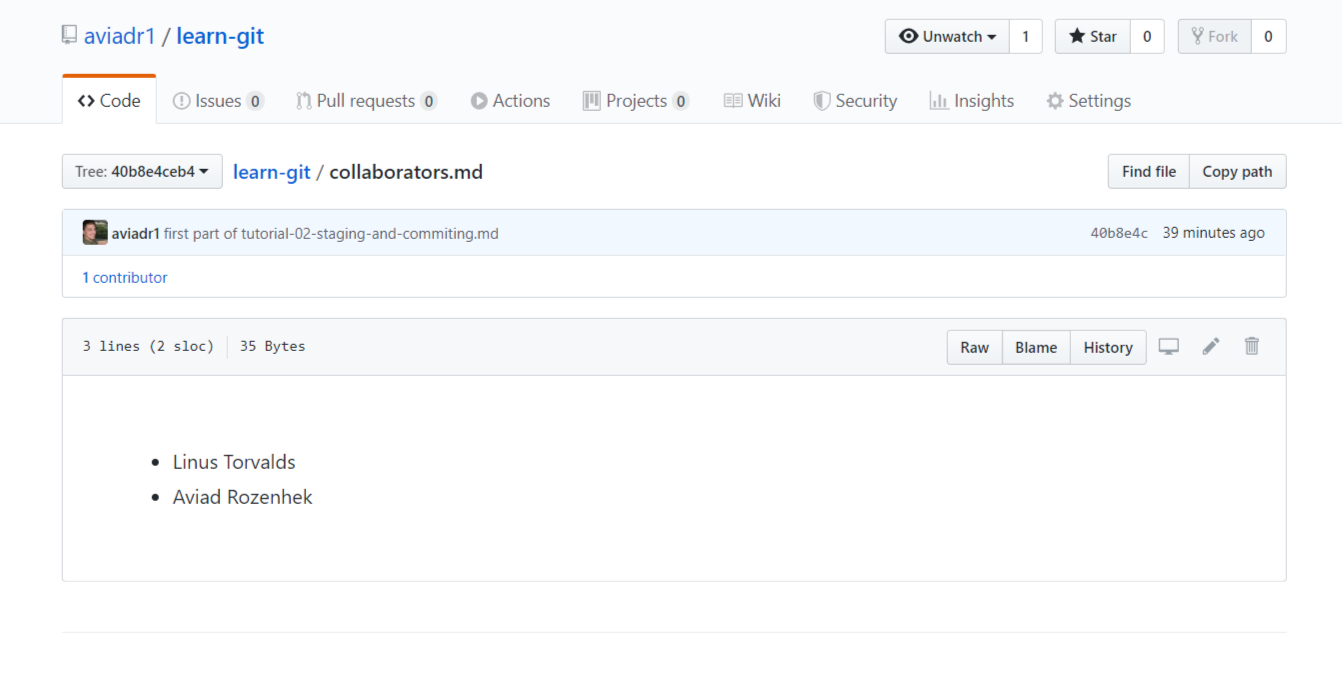 aviadr1 / learn-git
Unwatch 1 Star 0 Fork 0
Code Issues 0 Pull requests 0 Actions Projects 0 Wiki Security Insights Settings
Tree: 40b8e4ceb4 learn-git / collaborators.md Find file Copy path
aviadr1 first part of tutorial-02-staging-and-commiting.md 40b8e4c 39 minutes ago
1 contributor
3 lines (2 sloc) 35 Bytes Raw Blame History
• Linus Torvalds
• Aviad Rozenhek